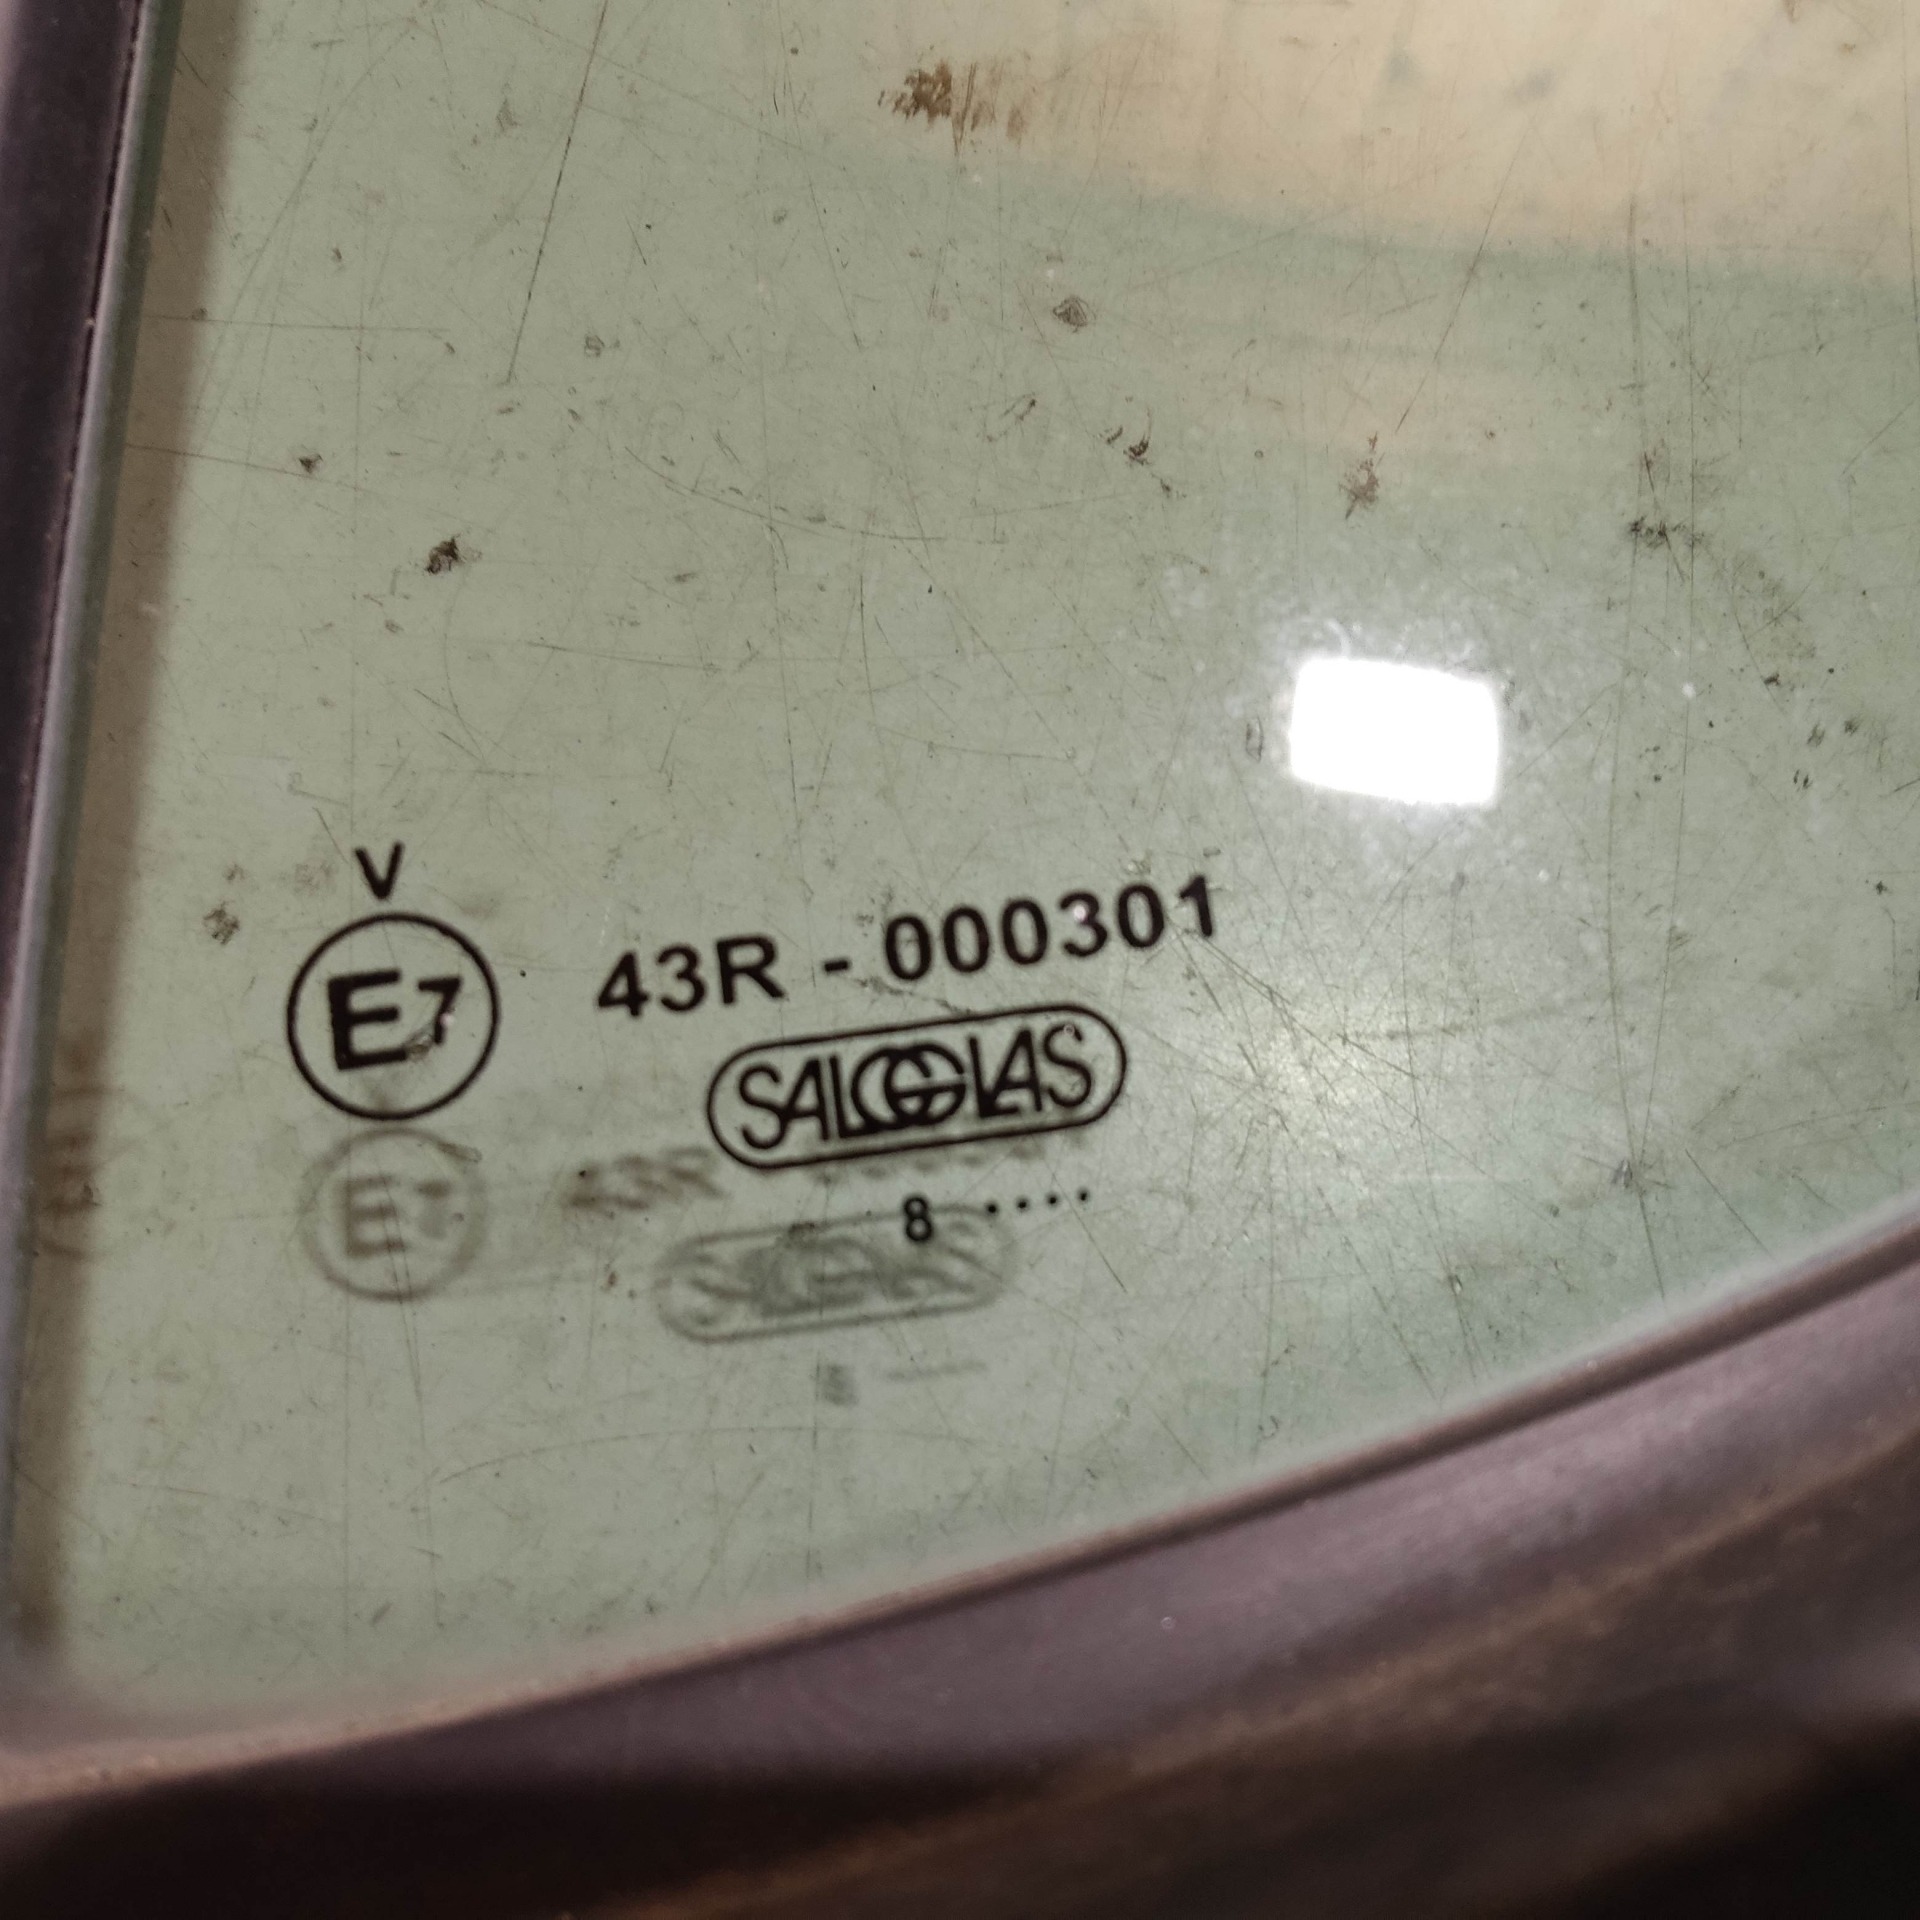 V
E7 43R - 000301
SALGGLAS
8 ....